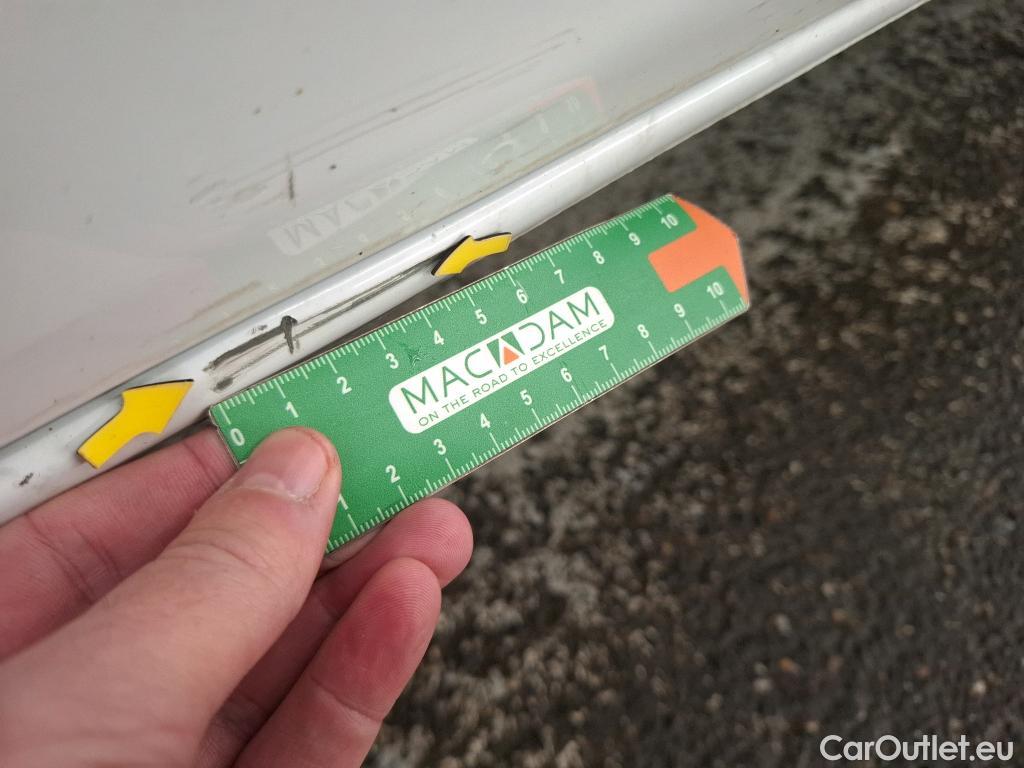 0 1 2 3 4 5 6 7 8 9 10
MACADAM
ON THE ROAD TO EXCELLENCE
1 2 3 4 5 6 7 8 9 10
CarOutlet.eu